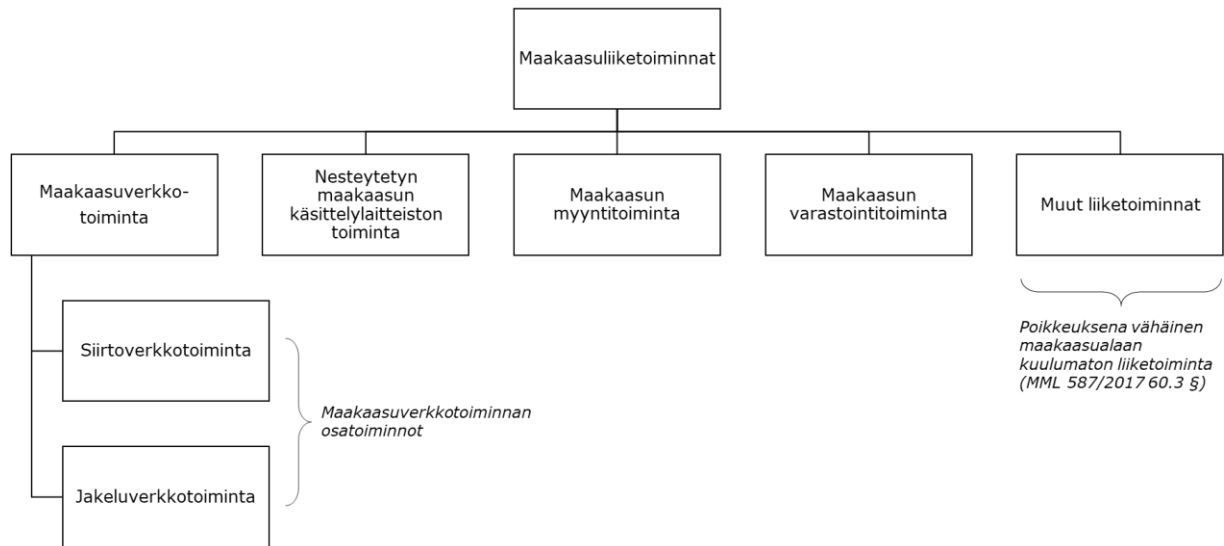 Maakaasuliiketoiminnat
Maakaasuverkko-
toiminta
Nesteytetyn
maakaasun
käsittelylaitteiston
toiminta
Maakaasun
myyntitoiminta
Maakaasun
varastointitoiminta
Muut liiketoiminnat
Siirtoverkkotoiminta
Jakeluverkkotoiminta
Maakaasuverkkotoiminnan
osatoiminnot
Poikkeuksena vähäinen
maakaasualaan
kuulumaton liiketoiminta
(MML 587/2017 60.3 §)